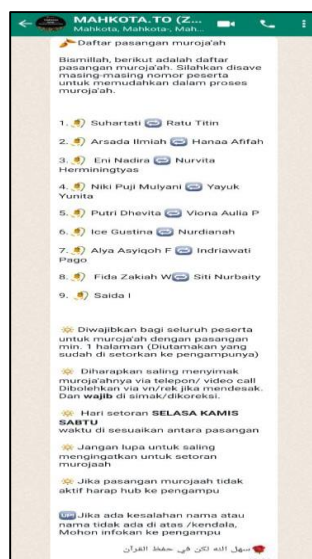 MAHKOTA.TO (Z...
Mahkota, Mahkota-, Mah...
Daftar pasangan muroja'ah
Bismillah, berikut adalah daftar
pasangan muroja'ah. Silahkan disave
masing-masing nomor peserta
untuk memudahkan dalam proses
muroja'ah.
1. Suhartati Ratu Titin
2. Arsada Ilmiah Hanaa Afifah
3. Eni Nadira Nurvita
Herminingtyas
4. Niki Puji Mulyani Yayuk
Yunita
5. Putri Dhevita Viona Aulia P
6. Ice Gustina Nurdianah
7. Alya Asyiqoh F Indriawati
Pago
8. Fida Zakiah W Siti Nurbaity
9. Saida I
Diwajibkan bagi seluruh peserta
untuk muroja'ah dengan pasangan
min. 1 halaman (Diutamakan yang
sudah di setorkan ke pengampunya)
Diharapkan saling menyimak
muroja'ahnya via telepon/ video call
Dibolehkan via vn/rek jika mendesak.
Dan wajib di simak/dikoreksi.
Hari setoran SELASA KAMIS
SABTU
waktu di sesuaikan antara pasangan
Jangan lupa untuk saling
mengingatkan untuk setoran
murojaah
Jika pasangan murojaah tidak
aktif harap hub ke pengampu
UP! Jika ada kesalahan nama atau
nama tidak ada di atas /kendala,
Mohon infokan ke pengampu
سهل الله لكن في حفظ القرآن